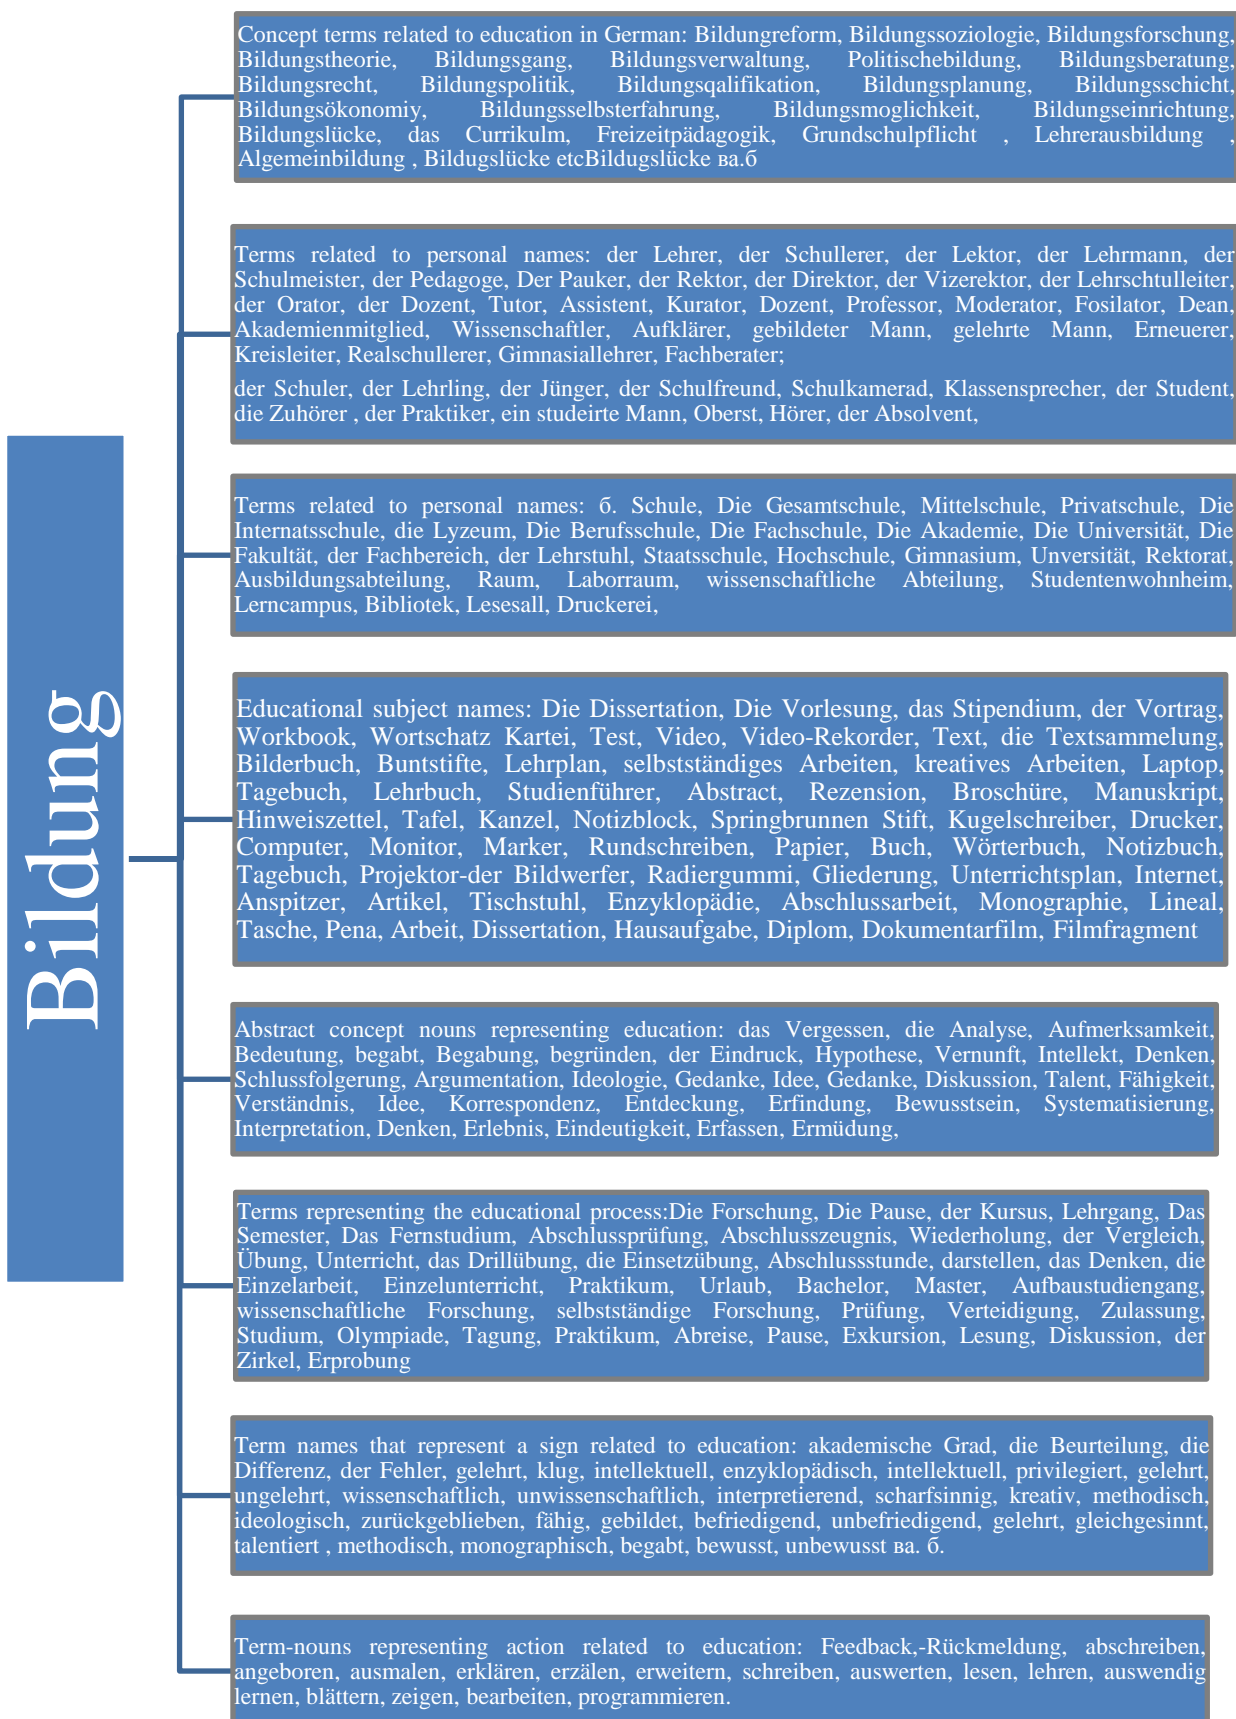 Bildung
Concept terms related to education in German: Bildungreform, Bildungssoziologie, Bildungsforschung,
Bildungstheorie, Bildungsgang, Bildungsverwaltung, Politischebildung, Bildungsberatung,
Bildungsrecht, Bildungspolitik, Bildungsqalifikation, Bildungsplanung, Bildungsschicht,
Bildungsökonomiy, Bildungsselbsterfahrung, Bildungsmoglichkeit, Bildungseinrichtung,
Bildungslücke, das Currikulm, Freizeitpädagogik, Grundschulpflicht , Lehrerausbildung ,
Algemeinbildung , Bildugslücke etcBildugslücke ва.б
Terms related to personal names: der Lehrer, der Schullerer, der Lektor, der Lehrmann, der
Schulmeister, der Pedagoge, Der Pauker, der Rektor, der Direktor, der Vizerektor, der Lehrschtulleiter,
der Orator, der Dozent, Tutor, Assistent, Kurator, Dozent, Professor, Moderator, Fosilator, Dean,
Akademienmitglied, Wissenschaftler, Aufklärer, gebildeter Mann, gelehrte Mann, Erneuerer,
Kreisleiter, Realschullerer, Gimnasiallehrer, Fachberater;
der Schuler, der Lehrling, der Jünger, der Schulfreund, Schulkamerad, Klassensprecher, der Student,
die Zuhörer , der Praktiker, ein studeirte Mann, Oberst, Hörer, der Absolvent,
Terms related to personal names: б. Schule, Die Gesamtschule, Mittelschule, Privatschule, Die
Internatsschule, die Lyzeum, Die Berufsschule, Die Fachschule, Die Akademie, Die Universität, Die
Fakultät, der Fachbereich, der Lehrstuhl, Staatsschule, Hochschule, Gimnasium, Unversität, Rektorat,
Ausbildungsabteilung, Raum, Laborraum, wissenschaftliche Abteilung, Studentenwohnheim,
Lerncampus, Bibliotek, Lesesall, Druckerei,
Educational subject names: Die Dissertation, Die Vorlesung, das Stipendium, der Vortrag,
Workbook, Wortschatz Kartei, Test, Video, Video-Rekorder, Text, die Textsammelung,
Bilderbuch, Buntstifte, Lehrplan, selbstständiges Arbeiten, kreatives Arbeiten, Laptop,
Tagebuch, Lehrbuch, Studienführer, Abstract, Rezension, Broschüre, Manuskript,
Hinweiszettel, Tafel, Kanzel, Notizblock, Springbrunnen Stift, Kugelschreiber, Drucker,
Computer, Monitor, Marker, Rundschreiben, Papier, Buch, Wörterbuch, Notizbuch,
Tagebuch, Projektor-der Bildwerfer, Radiergummi, Gliederung, Unterrichtsplan, Internet,
Anspitzer, Artikel, Tischstuhl, Enzyklopädie, Abschlussarbeit, Monographie, Lineal,
Tasche, Pena, Arbeit, Dissertation, Hausaufgabe, Diplom, Dokumentarfilm, Filmfragment
Abstract concept nouns representing education: das Vergessen, die Analyse, Aufmerksamkeit,
Bedeutung, begabt, Begabung, begründen, der Eindruck, Hypothese, Vernunft, Intellekt, Denken,
Schlussfolgerung, Argumentation, Ideologie, Gedanke, Idee, Gedanke, Diskussion, Talent, Fähigkeit,
Verständnis, Idee, Korrespondenz, Entdeckung, Erfindung, Bewusstsein, Systematisierung,
Interpretation, Denken, Erlebnis, Eindeutigkeit, Erfassen, Ermüdung,
Terms representing the educational process:Die Forschung, Die Pause, der Kursus, Lehrgang, Das
Semester, Das Fernstudium, Abschlussprüfung, Abschlusszeugnis, Wiederholung, der Vergleich,
Übung, Unterricht, das Drillübung, die Einsetzübung, Abschlussstunde, darstellen, das Denken, die
Einzelarbeit, Einzelunterricht, Praktikum, Urlaub, Bachelor, Master, Aufbaustudiengang,
wissenschaftliche Forschung, selbstständige Forschung, Prüfung, Verteidigung, Zulassung,
Studium, Olympiade, Tagung, Praktikum, Abreise, Pause, Exkursion, Lesung, Diskussion, der
Zirkel, Erprobung
Term names that represent a sign related to education: akademische Grad, die Beurteilung, die
Differenz, der Fehler, gelehrt, klug, intellektuell, enzyklopädisch, intellektuell, privilegiert, gelehrt,
ungelehrt, wissenschaftlich, unwissenschaftlich, interpretierend, scharfsinnig, kreativ, methodisch,
ideologisch, zurückgeblieben, fähig, gebildet, befriedigend, unbefriedigend, gelehrt, gleichgesinnt,
talentiert , methodisch, monographisch, begabt, bewusst, unbewusst ва. б.
Term-nouns representing action related to education: Feedback,-Rückmeldung, abschreiben,
angeboren, ausmalen, erklären, erzälen, erweitern, schreiben, auswerten, lesen, lehren, auswendig
lernen, blättern, zeigen, bearbeiten, programmieren.